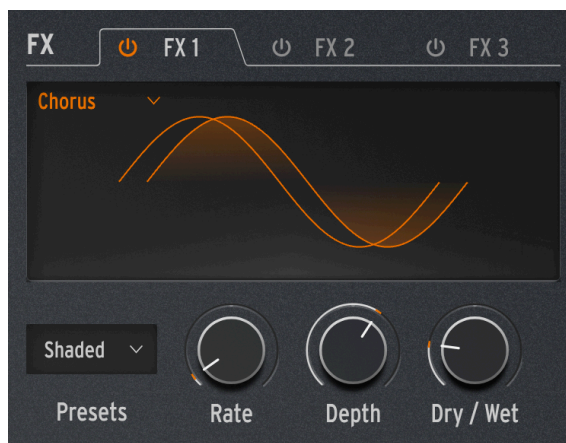 FX
FX 1
FX 2
FX 3
Chorus
Shaded
Presets
Rate
Depth
Dry / Wet